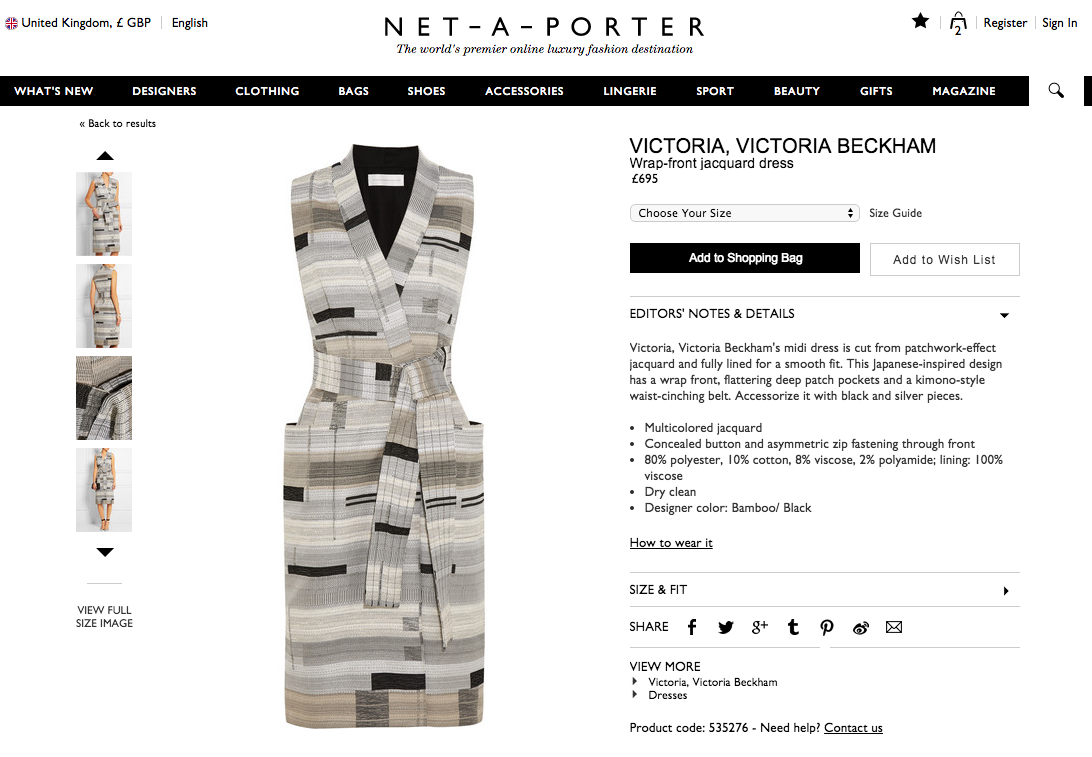 United Kingdom, £ GBP
English
NET-A-PORTER
The world's premier online luxury fashion destination
2
Register
Sign In
WHAT'S NEW
DESIGNERS
CLOTHING
BAGS
SHOES
ACCESSORIES
LINGERIE
SPORT
BEAUTY
GIFTS
MAGAZINE
« Back to results
VIEW FULL
SIZE IMAGE
VICTORIA, VICTORIA BECKHAM
Wrap-front jacquard dress
£695
Choose Your Size
Size Guide
Add to Shopping Bag
Add to Wish List
EDITORS' NOTES & DETAILS
Victoria, Victoria Beckham's midi dress is cut from patchwork-effect
jacquard and fully lined for a smooth fit. This Japanese-inspired design
has a wrap front, flattering deep patch pockets and a kimono-style
waist-cinching belt. Accessorize it with black and silver pieces.
• Multicolored jacquard
• Concealed button and asymmetric zip fastening through front
• 80% polyester, 10% cotton, 8% viscose, 2% polyamide; lining: 100%
viscose
• Dry clean
• Designer color: Bamboo/ Black
How to wear it
SIZE & FIT
SHARE
VIEW MORE
Victoria, Victoria Beckham
Dresses
Product code: 535276 - Need help? Contact us